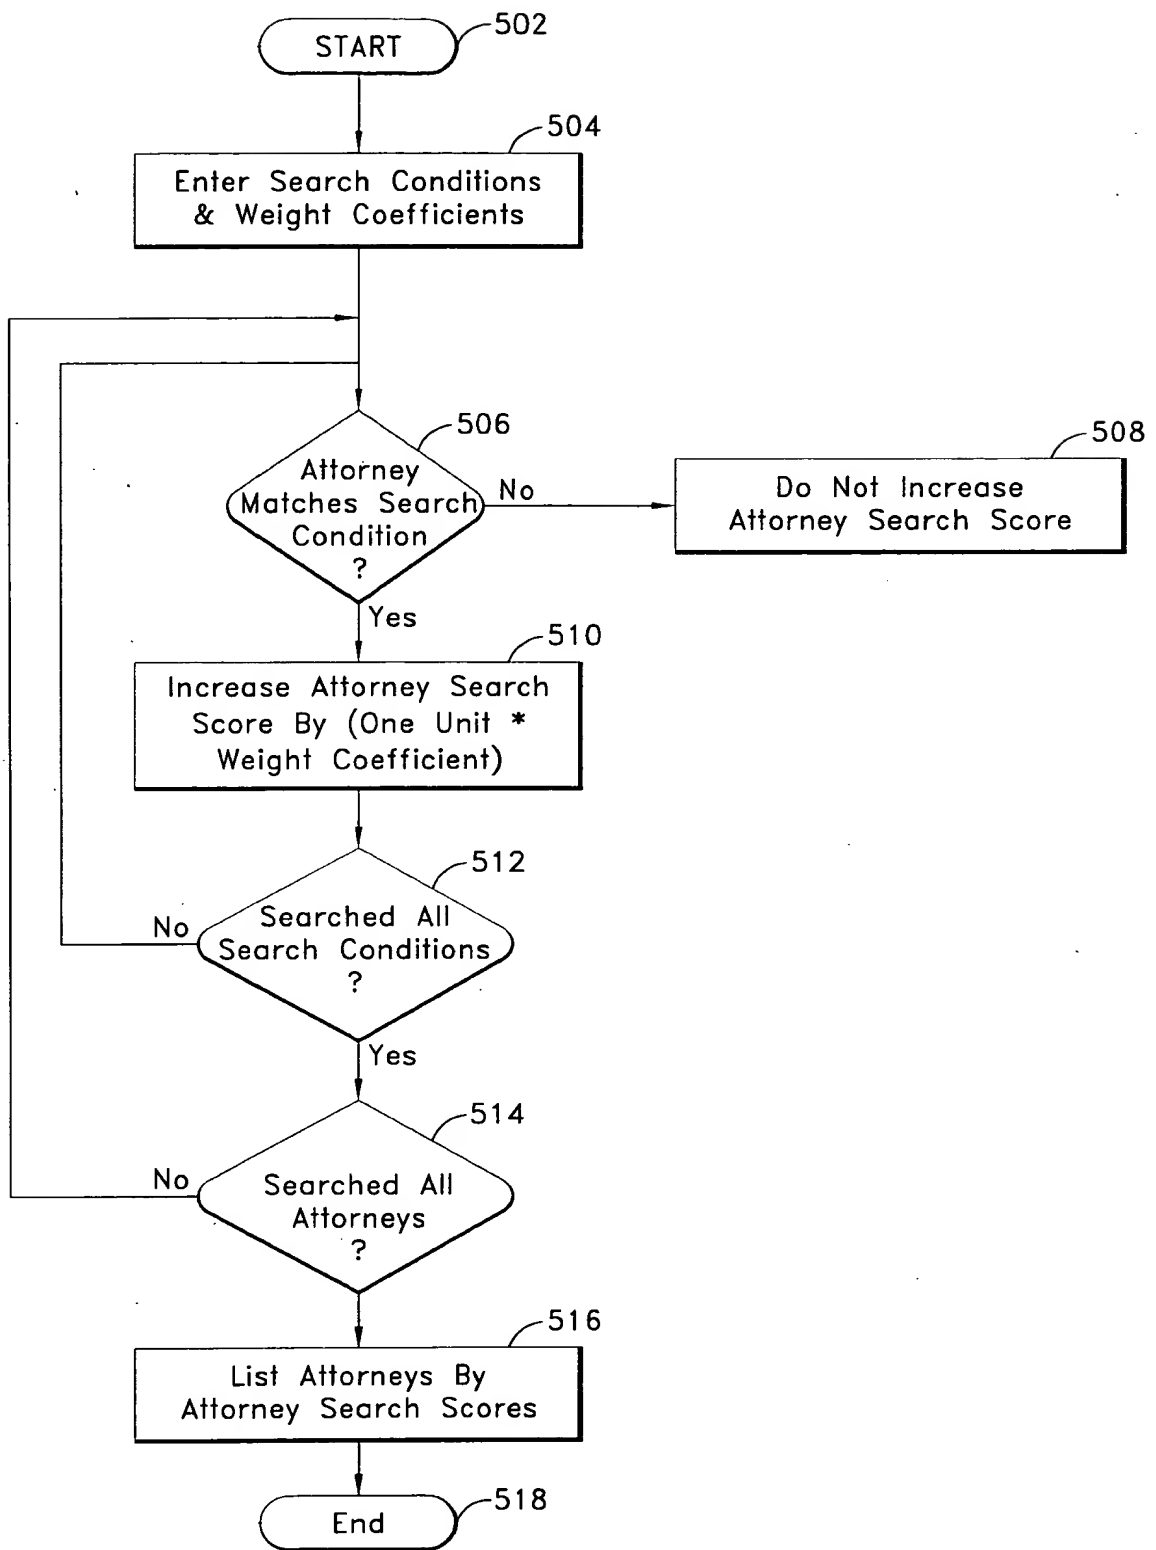 START
502
504
Enter Search Conditions
& Weight Coefficients
506
Attorney
Matches Search
Condition
?
No
508
Do Not Increase
Attorney Search Score
Yes
510
Increase Attorney Search
Score By (One Unit *
Weight Coefficient)
512
No
Searched All
Search Conditions
?
Yes
514
No
Searched All
Attorneys
?
516
List Attorneys By
Attorney Search Scores
End
518